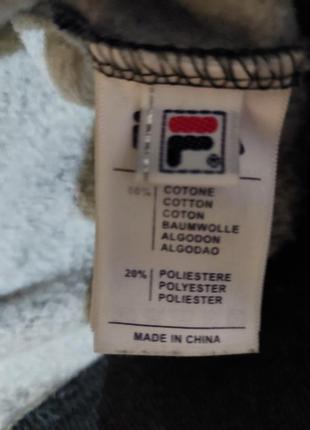 F
COTONE
COTTON
COTON
BAUMWOLLE
ALGODON
ALGODAO
20% POLIESTERE
POLYESTER
POLIESTER
MADE IN CHINA